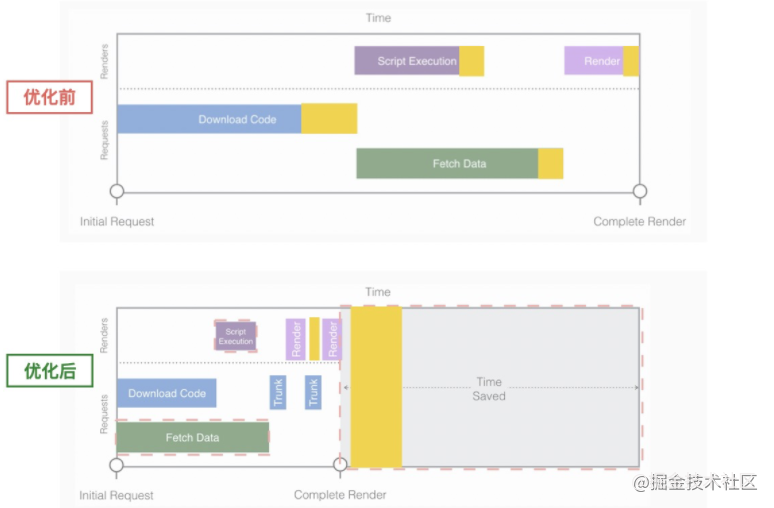 Time
Renders
Script Execution
Render
优化前
Requests
Download Code
Fetch Data
Initial Request
Complete Render
Time
Renders
Script
Execution
Render
Render
优化后
Requests
Download Code
Trunk
Trunk
Time
Saved
Fetch Data
Initial Request
Complete Render
@掘金技术社区